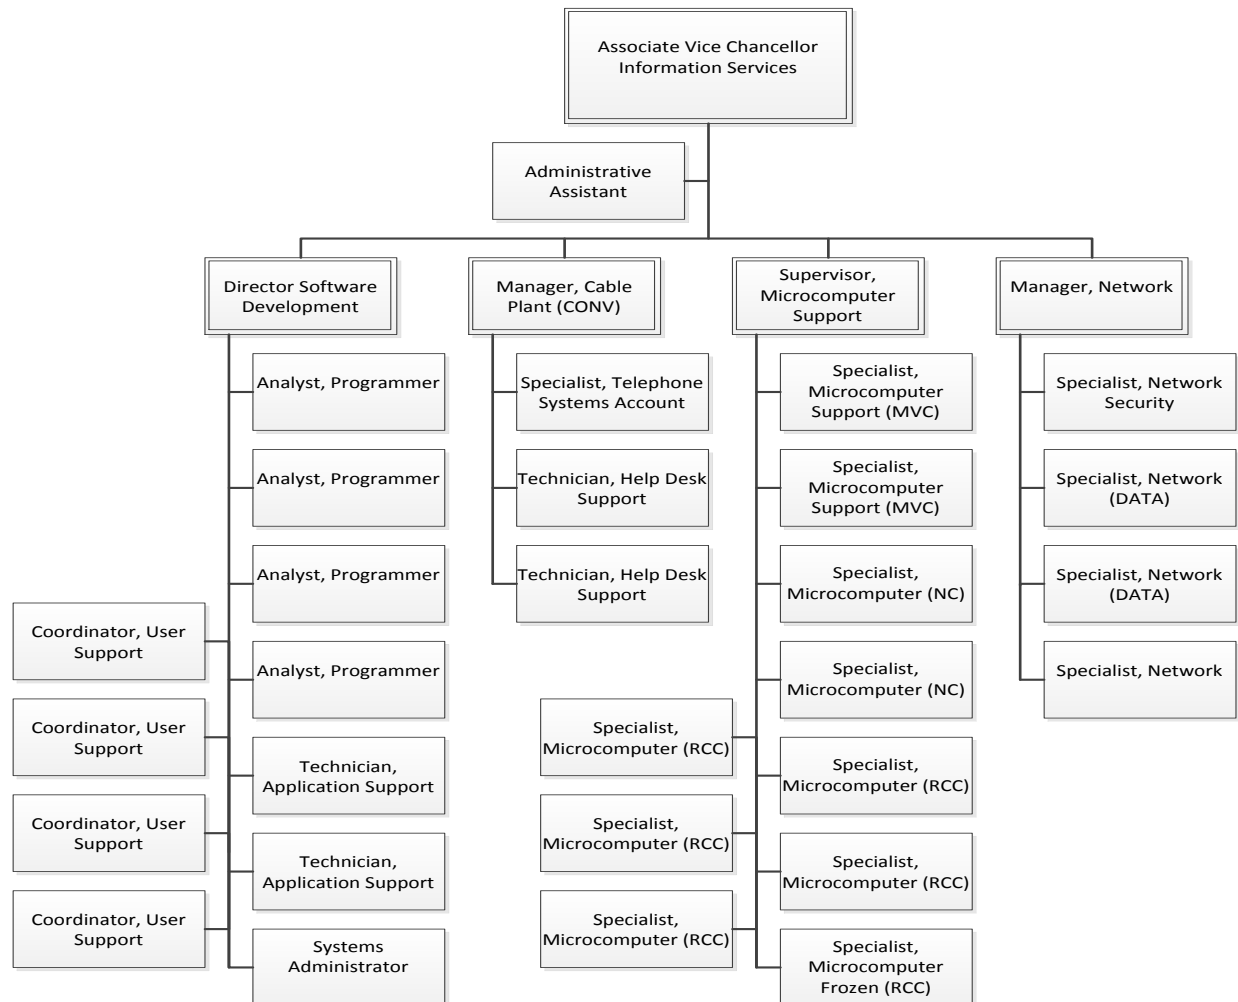 Associate Vice Chancellor
Information Services
Administrative
Assistant
Director Software
Development
Manager, Cable
Plant (CONV)
Supervisor,
Microcomputer
Support
Manager, Network
Analyst, Programmer
Analyst, Programmer
Analyst, Programmer
Analyst, Programmer
Technician,
Application Support
Technician,
Application Support
Systems
Administrator
Coordinator, User
Support
Coordinator, User
Support
Coordinator, User
Support
Coordinator, User
Support
Specialist, Telephone
Systems Account
Technician, Help Desk
Support
Technician, Help Desk
Support
Specialist,
Microcomputer
Support (MVC)
Specialist,
Microcomputer
Support (MVC)
Specialist,
Microcomputer (NC)
Specialist,
Microcomputer (NC)
Specialist,
Microcomputer (RCC)
Specialist,
Microcomputer (RCC)
Specialist,
Microcomputer
Frozen (RCC)
Specialist,
Microcomputer (RCC)
Specialist,
Microcomputer (RCC)
Specialist,
Microcomputer (RCC)
Specialist, Network
Security
Specialist, Network
(DATA)
Specialist, Network
(DATA)
Specialist, Network